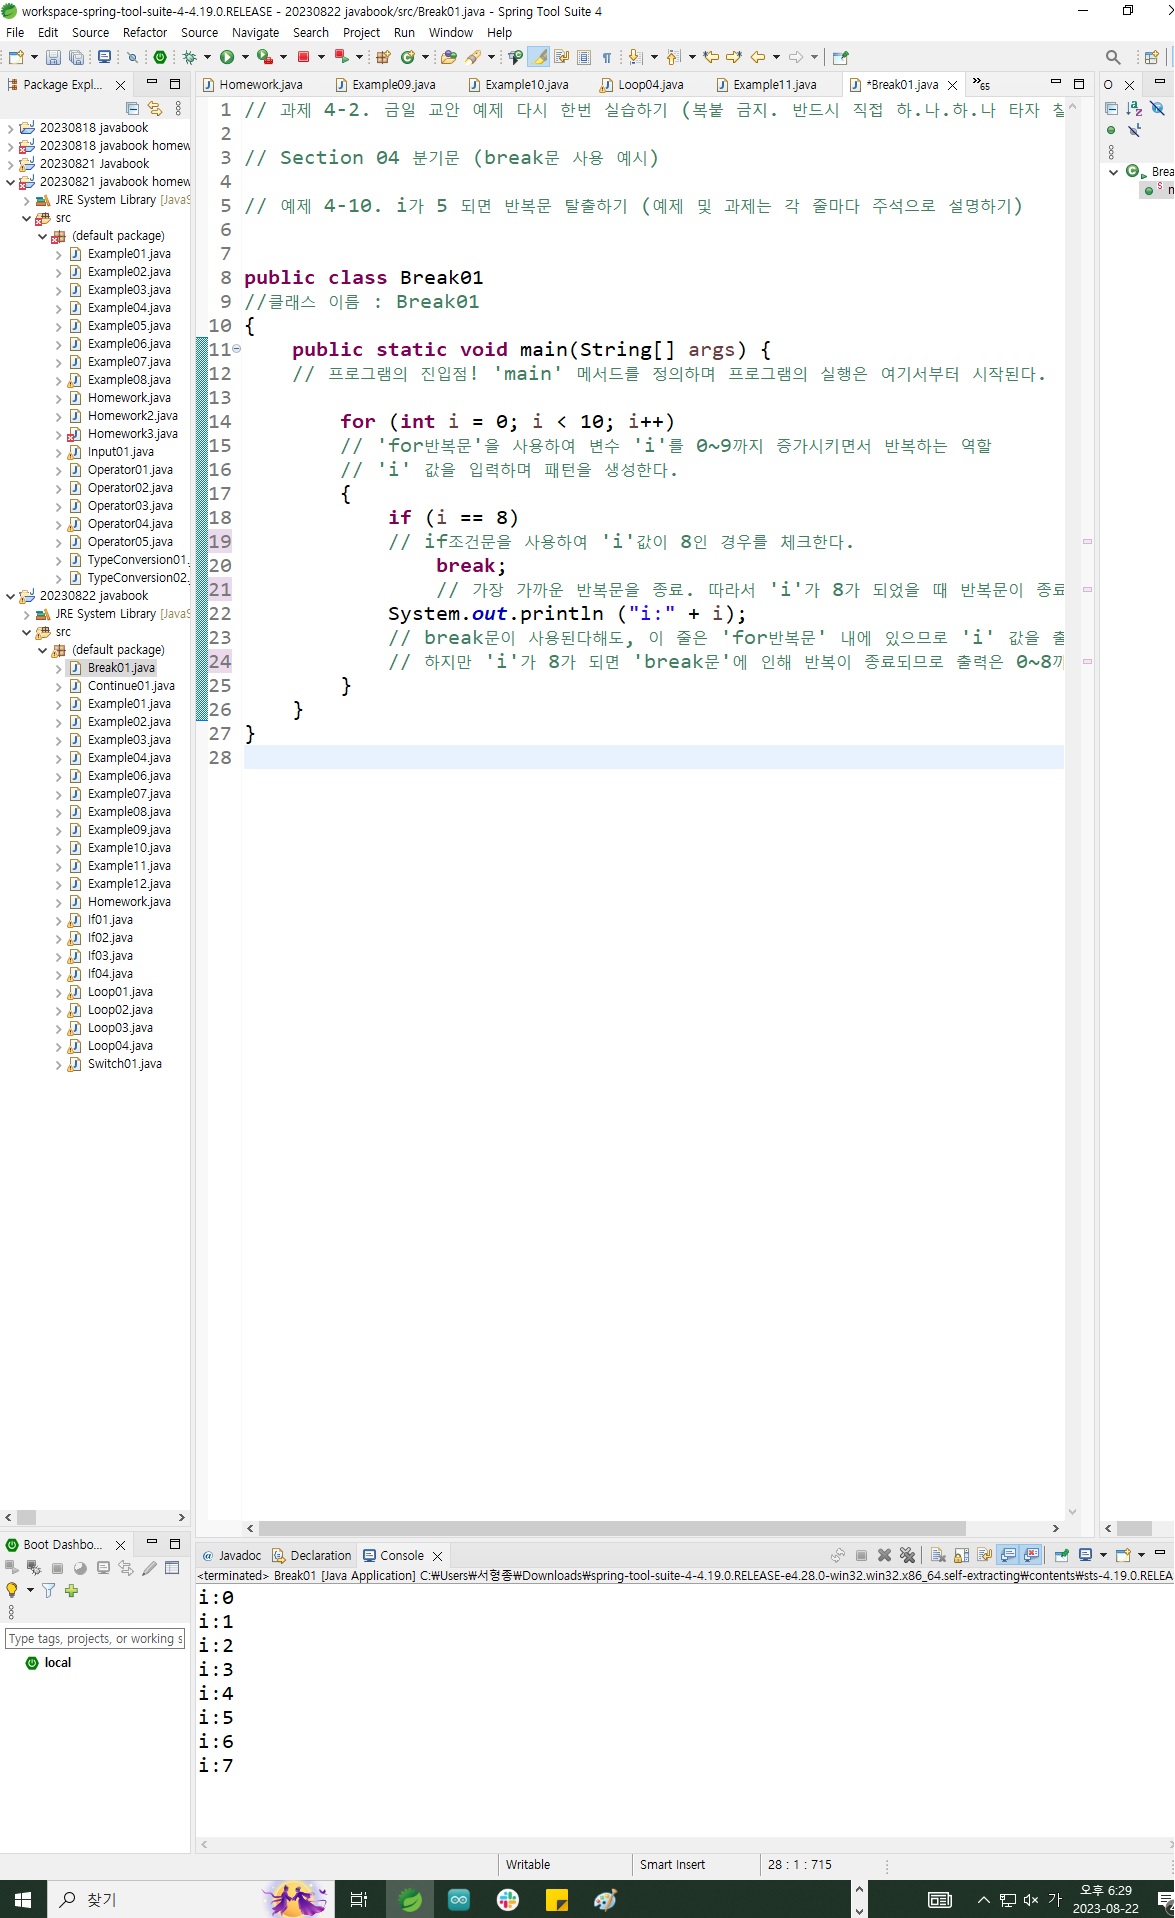 workspace-spring-tool-suite-4-4.19.0.RELEASE - 20230822 javabook/src/Break01.java - Spring Tool Suite 4
File Edit Source Refactor Source Navigate Search Project Run Window Help
Package Expl...
Homework.java Example09.java Example10.java Loop04.java Example11.java *Break01.java 65
20230818 javabook
20230818 javabook homew
20230821 Javabook
20230821 javabook homew
JRE System Library [JavaS
src
(default package)
Example01.java
Example02.java
Example03.java
Example04.java
Example05.java
Example06.java
Example07.java
Example08.java
Homework.java
Homework2.java
Homework3.java
Input01.java
Operator01.java
Operator02.java
Operator03.java
Operator04.java
Operator05.java
TypeConversion01.
TypeConversion02.
20230822 javabook
JRE System Library [JavaS
src
(default package)
Break01.java
Continue01.java
Example01.java
Example02.java
Example03.java
Example04.java
Example06.java
Example07.java
Example08.java
Example09.java
Example10.java
Example11.java
Example12.java
Homework.java
If01.java
If02.java
If03.java
If04.java
Loop01.java
Loop02.java
Loop03.java
Loop04.java
Switch01.java
1 // 과제 4-2. 금일 교안 예제 다시 한번 실습하기 (복붙 금지. 반드시 직접 하.나.하.나 타자
2
3 // Section 04 분기문 (break문 사용 예시)
4
5 // 예제 4-10. i가 5 되면 반복문 탈출하기 (예제 및 과제는 각 줄마다 주석으로 설명하기)
6
7
8 public class Break01
9 //클래스 이름 : Break01
10 {
11 public static void main(String[] args) {
12 // 프로그램의 진입점! 'main' 메서드를 정의하며 프로그램의 실행은 여기서부터 시작된다.
13
14 for (int i = 0; i < 10; i++)
15 // 'for반복문'을 사용하여 변수 'i'를 0~9까지 증가시키면서 반복하는 역할
16 // 'i' 값을 입력하며 패턴을 생성한다.
17 {
18 if (i == 8)
19 // if조건문을 사용하여 'i'값이 8인 경우를 체크한다.
20 break;
21 // 가장 가까운 반복문을 종료. 따라서 'i'가 8가 되었을 때 반복문이 종료
22 System.out.println ("i:" + i);
23 // break문이 사용된다해도, 이 줄은 'for반복문' 내에 있으므로 'i' 값을 출
24 // 하지만 'i'가 8가 되면 'break문'에 인해 반복이 종료되므로 출력은 0~8까
25 }
26 }
27 }
28
O
Brea
Boot Dashbo...
Type tags, projects, or working s
local
@ Javadoc Declaration Console
<terminated> Break01 [Java Application] C:₩Users₩서형종₩Downloads₩spring-tool-suite-4-4.19.0.RELEASE-e4.28.0-win32.win32.x86_64.self-extracting₩contents₩sts-4.19.0.RELEA
i:0
i:1
i:2
i:3
i:4
i:5
i:6
i:7
Writable Smart Insert 28 : 1 : 715
찾기
가
오후 6:29
2023-08-22